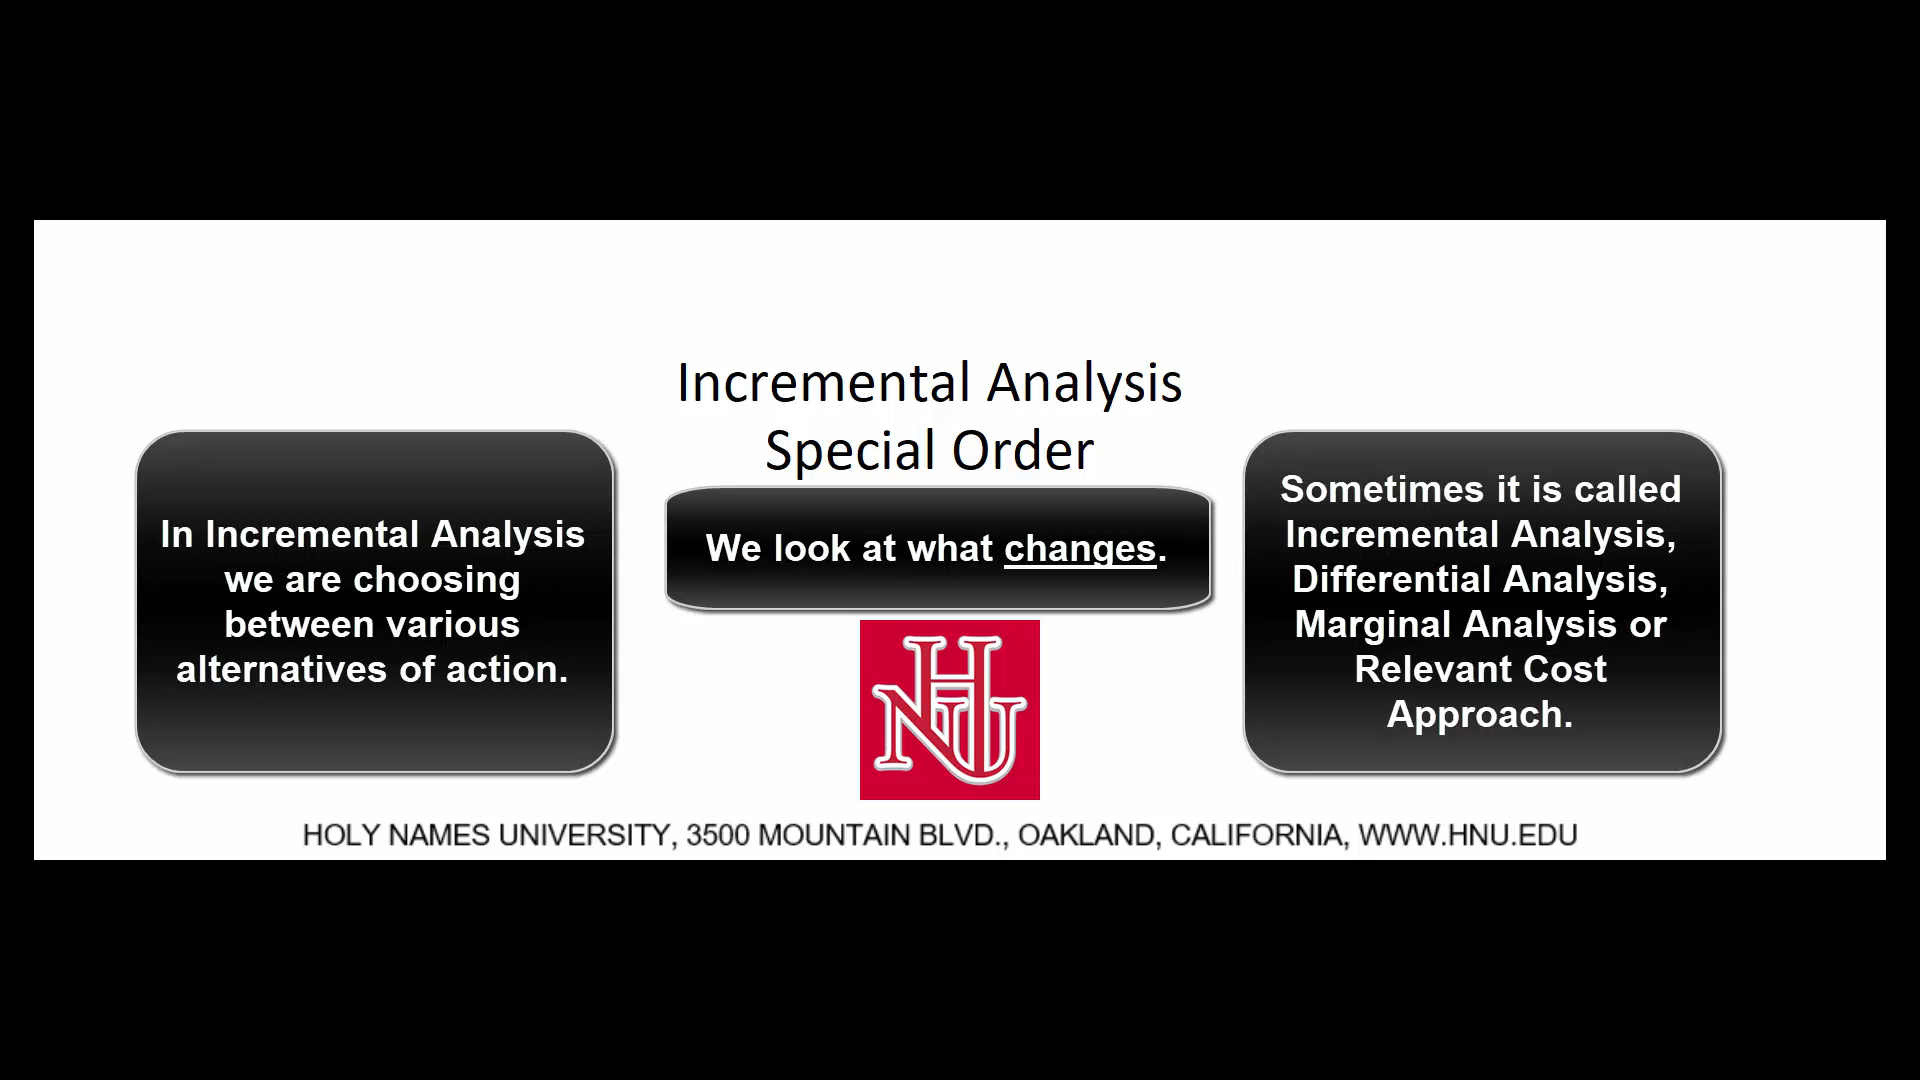 Incremental Analysis
Special Order
In Incremental Analysis
we are choosing
between various
alternatives of action.
We look at what changes.
Sometimes it is called
Incremental Analysis,
Differential Analysis,
Marginal Analysis or
Relevant Cost
Approach.
HNU
HOLY NAMES UNIVERSITY, 3500 MOUNTAIN BLVD., OAKLAND, CALIFORNIA, WWW.HNU.EDU